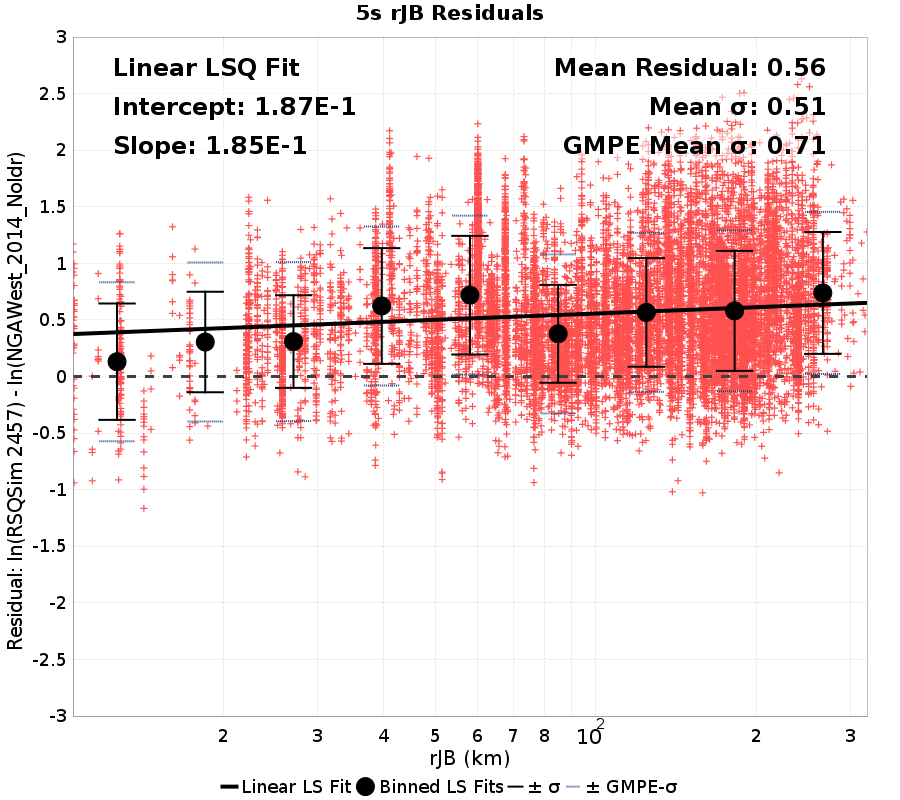 5s rJB Residuals
Linear LSQ Fit
Intercept: 1.87E-1
Slope: 1.85E-1
Mean Residual: 0.56
Mean σ: 0.51
GMPE Mean σ: 0.71
Residual: ln(RSQSim 2457) - ln(NGAWest_2014_NoIdr)
3
2.5
2
1.5
1
0.5
0
-0.5
-1
-1.5
-2
-2.5
-3
2 3 4 5 6 7 8 10² 2 3
rJB (km)
Linear LS Fit Binned LS Fits ± σ ± GMPE-σ